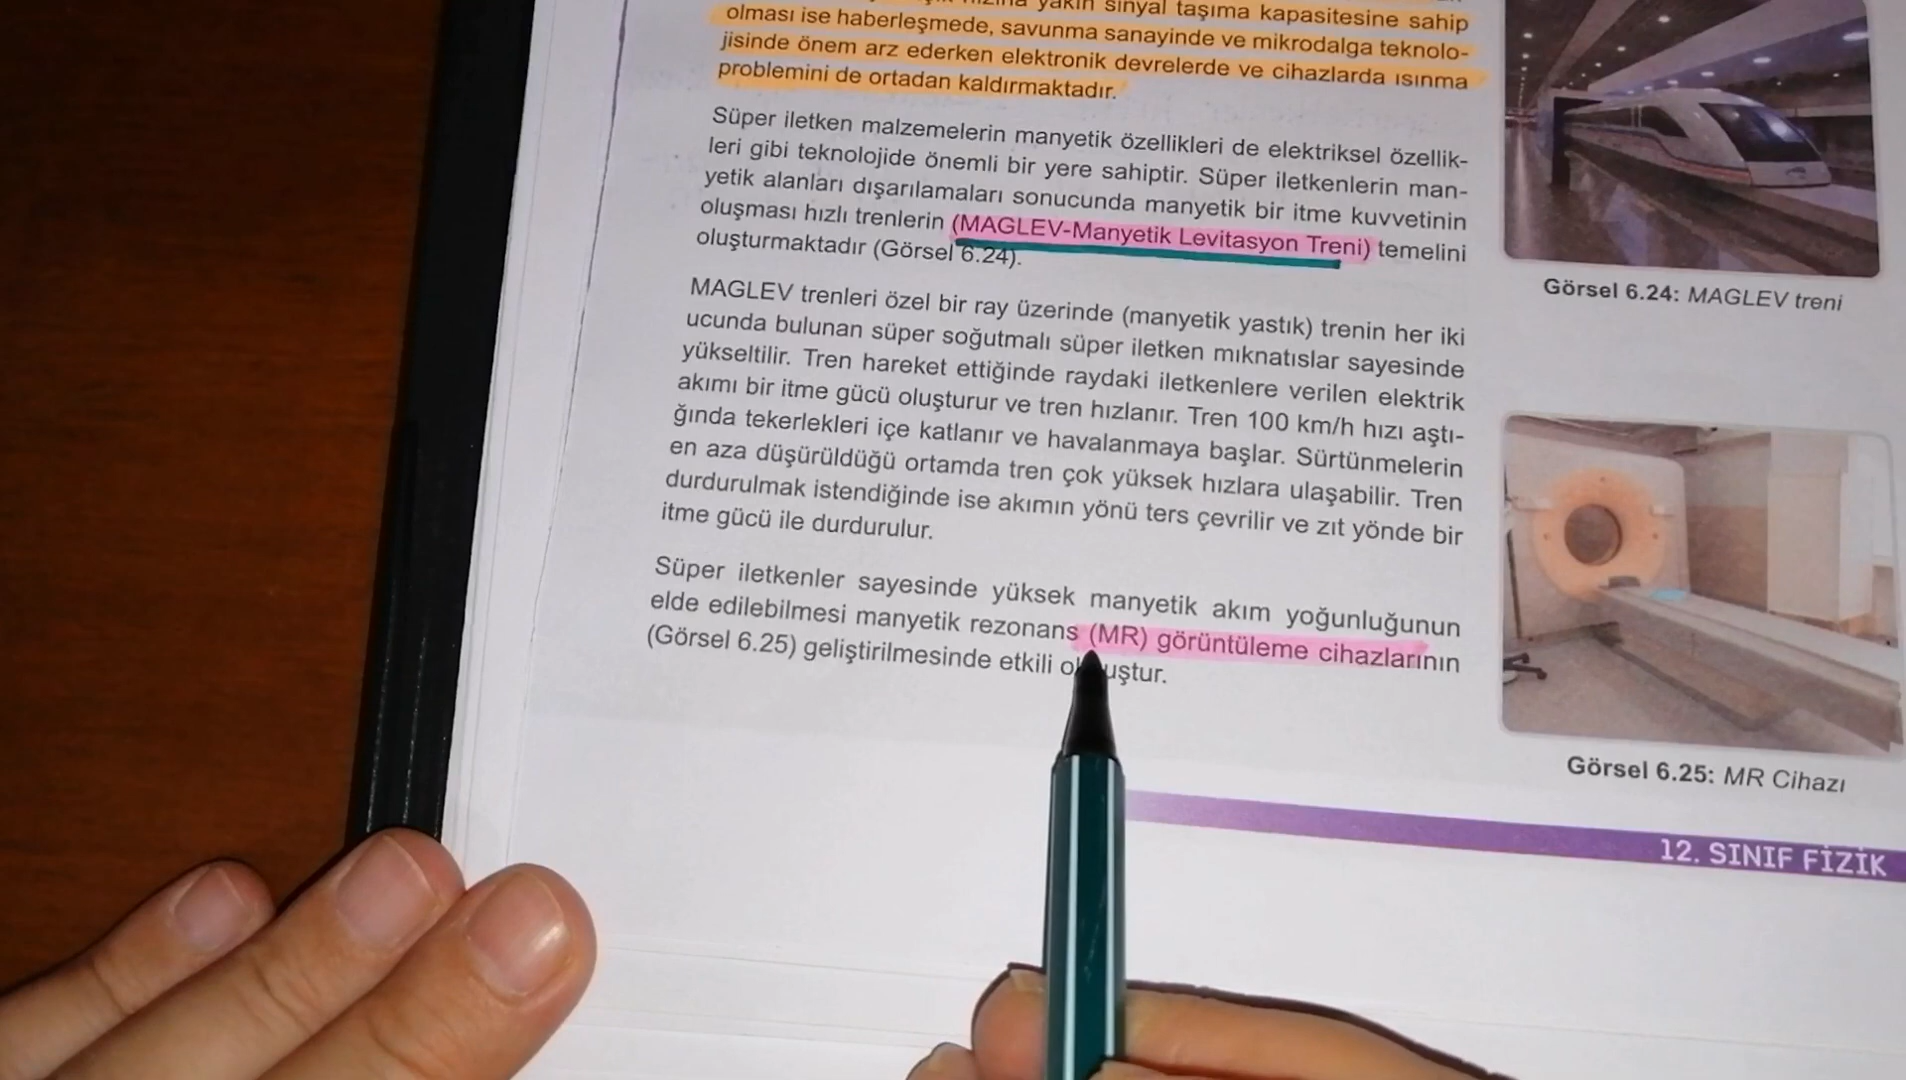 yakın sinyal taşıma kapasitesine sahip
olması ise haberleşmede, savunma sanayinde ve mikrodalga teknolo-
jisinde önem arz ederken elektronik devrelerde ve cihazlarda ısınma
problemini de ortadan kaldırmaktadır.
Süper iletken malzemelerin manyetik özellikleri de elektriksel özellik-
leri gibi teknolojide önemli bir yere sahiptir. Süper iletkenlerin man-
yetik alanları dışarılamaları sonucunda manyetik bir itme kuvvetinin
oluşması hızlı trenlerin (MAGLEV-Manyetik Levitasyon Treni) temelini
oluşturmaktadır (Görsel 6.24).
MAGLEV trenleri özel bir ray üzerinde (manyetik yastık) trenin her iki
ucunda bulunan süper soğutmalı süper iletken mıknatıslar sayesinde
yükseltilir. Tren hareket ettiğinde raydaki iletkenlere verilen elektrik
akımı bir itme gücü oluşturur ve tren hızlanır. Tren 100 km/h hızı aştı-
ğında tekerlekleri içe katlanır ve havalanmaya başlar. Sürtünmelerin
en aza düşürüldüğü ortamda tren çok yüksek hızlara ulaşabilir. Tren
durdurulmak istendiğinde ise akımın yönü ters çevrilir ve zıt yönde bir
itme gücü ile durdurulur.
Süper iletkenler sayesinde yüksek manyetik akım yoğunluğunun
elde edilebilmesi manyetik rezonans (MR) görüntüleme cihazlarının
(Görsel 6.25) geliştirilmesinde etkili
Görsel 6.24: MAGLEV treni
Görsel 6.25: MR Cihazı
12. SINIF FİZİK